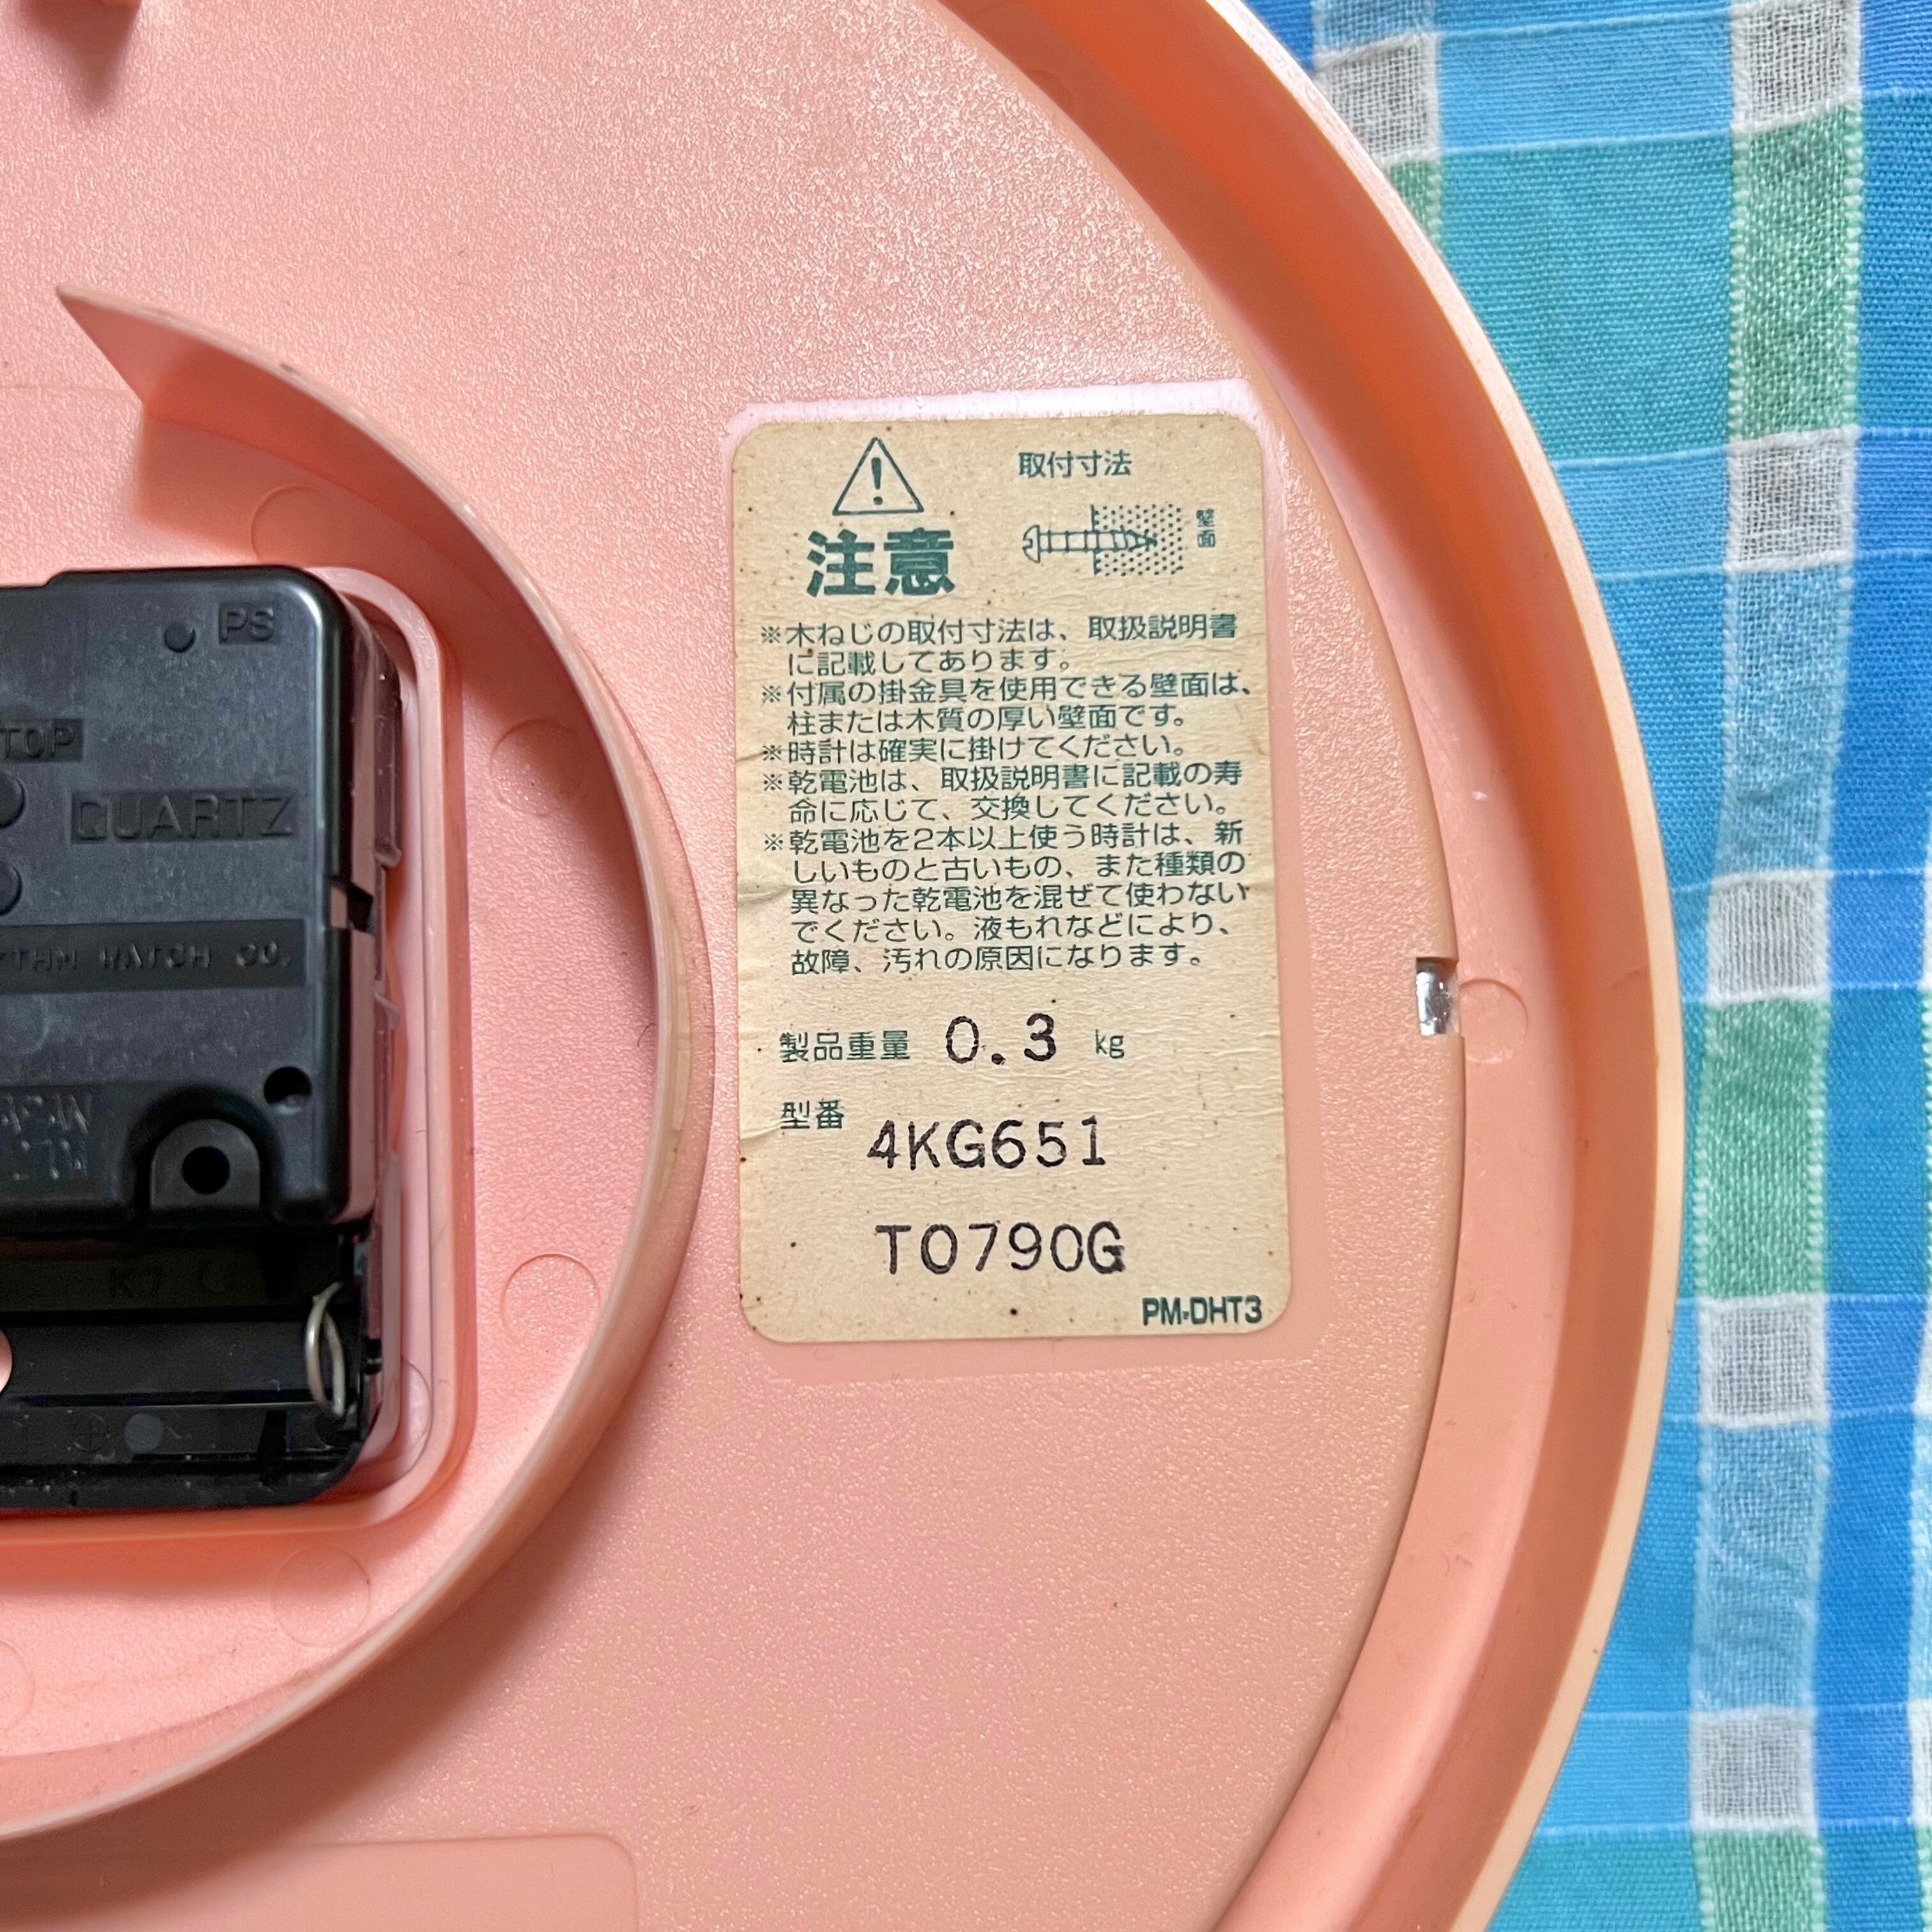 PS
QUARTZ
WATCH CO.
取付寸法
壁面
注意
※木ねじの取付寸法は、取扱説明書
に記載してあります。
※付属の掛金具を使用できる壁面は、
柱または木質の厚い壁面です。
※時計は確実に掛けてください。
※乾電池は、取扱説明書に記載の寿
命に応じて、交換してください。
※乾電池を2本以上使う時計は、新
しいものと古いもの、また種類の
異なった乾電池を混ぜて使わない
でください。液もれなどにより、
故障、汚れの原因になります。
製品重量 0.3 kg
型番 4KG651
T0790G
PM-DHT3